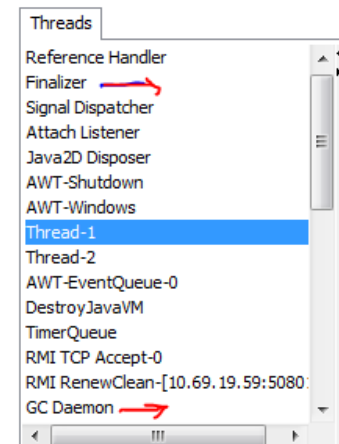 Threads
Reference Handler
Finalizer
Signal Dispatcher
Attach Listener
Java2D Disposer
AWT-Shutdown
AWT-Windows
Thread-1
Thread-2
AWT-EventQueue-0
DestroyJavaVM
TimerQueue
RMI TCP Accept-0
RMI RenewClean-[10.69.19.59:5080
GC Daemon